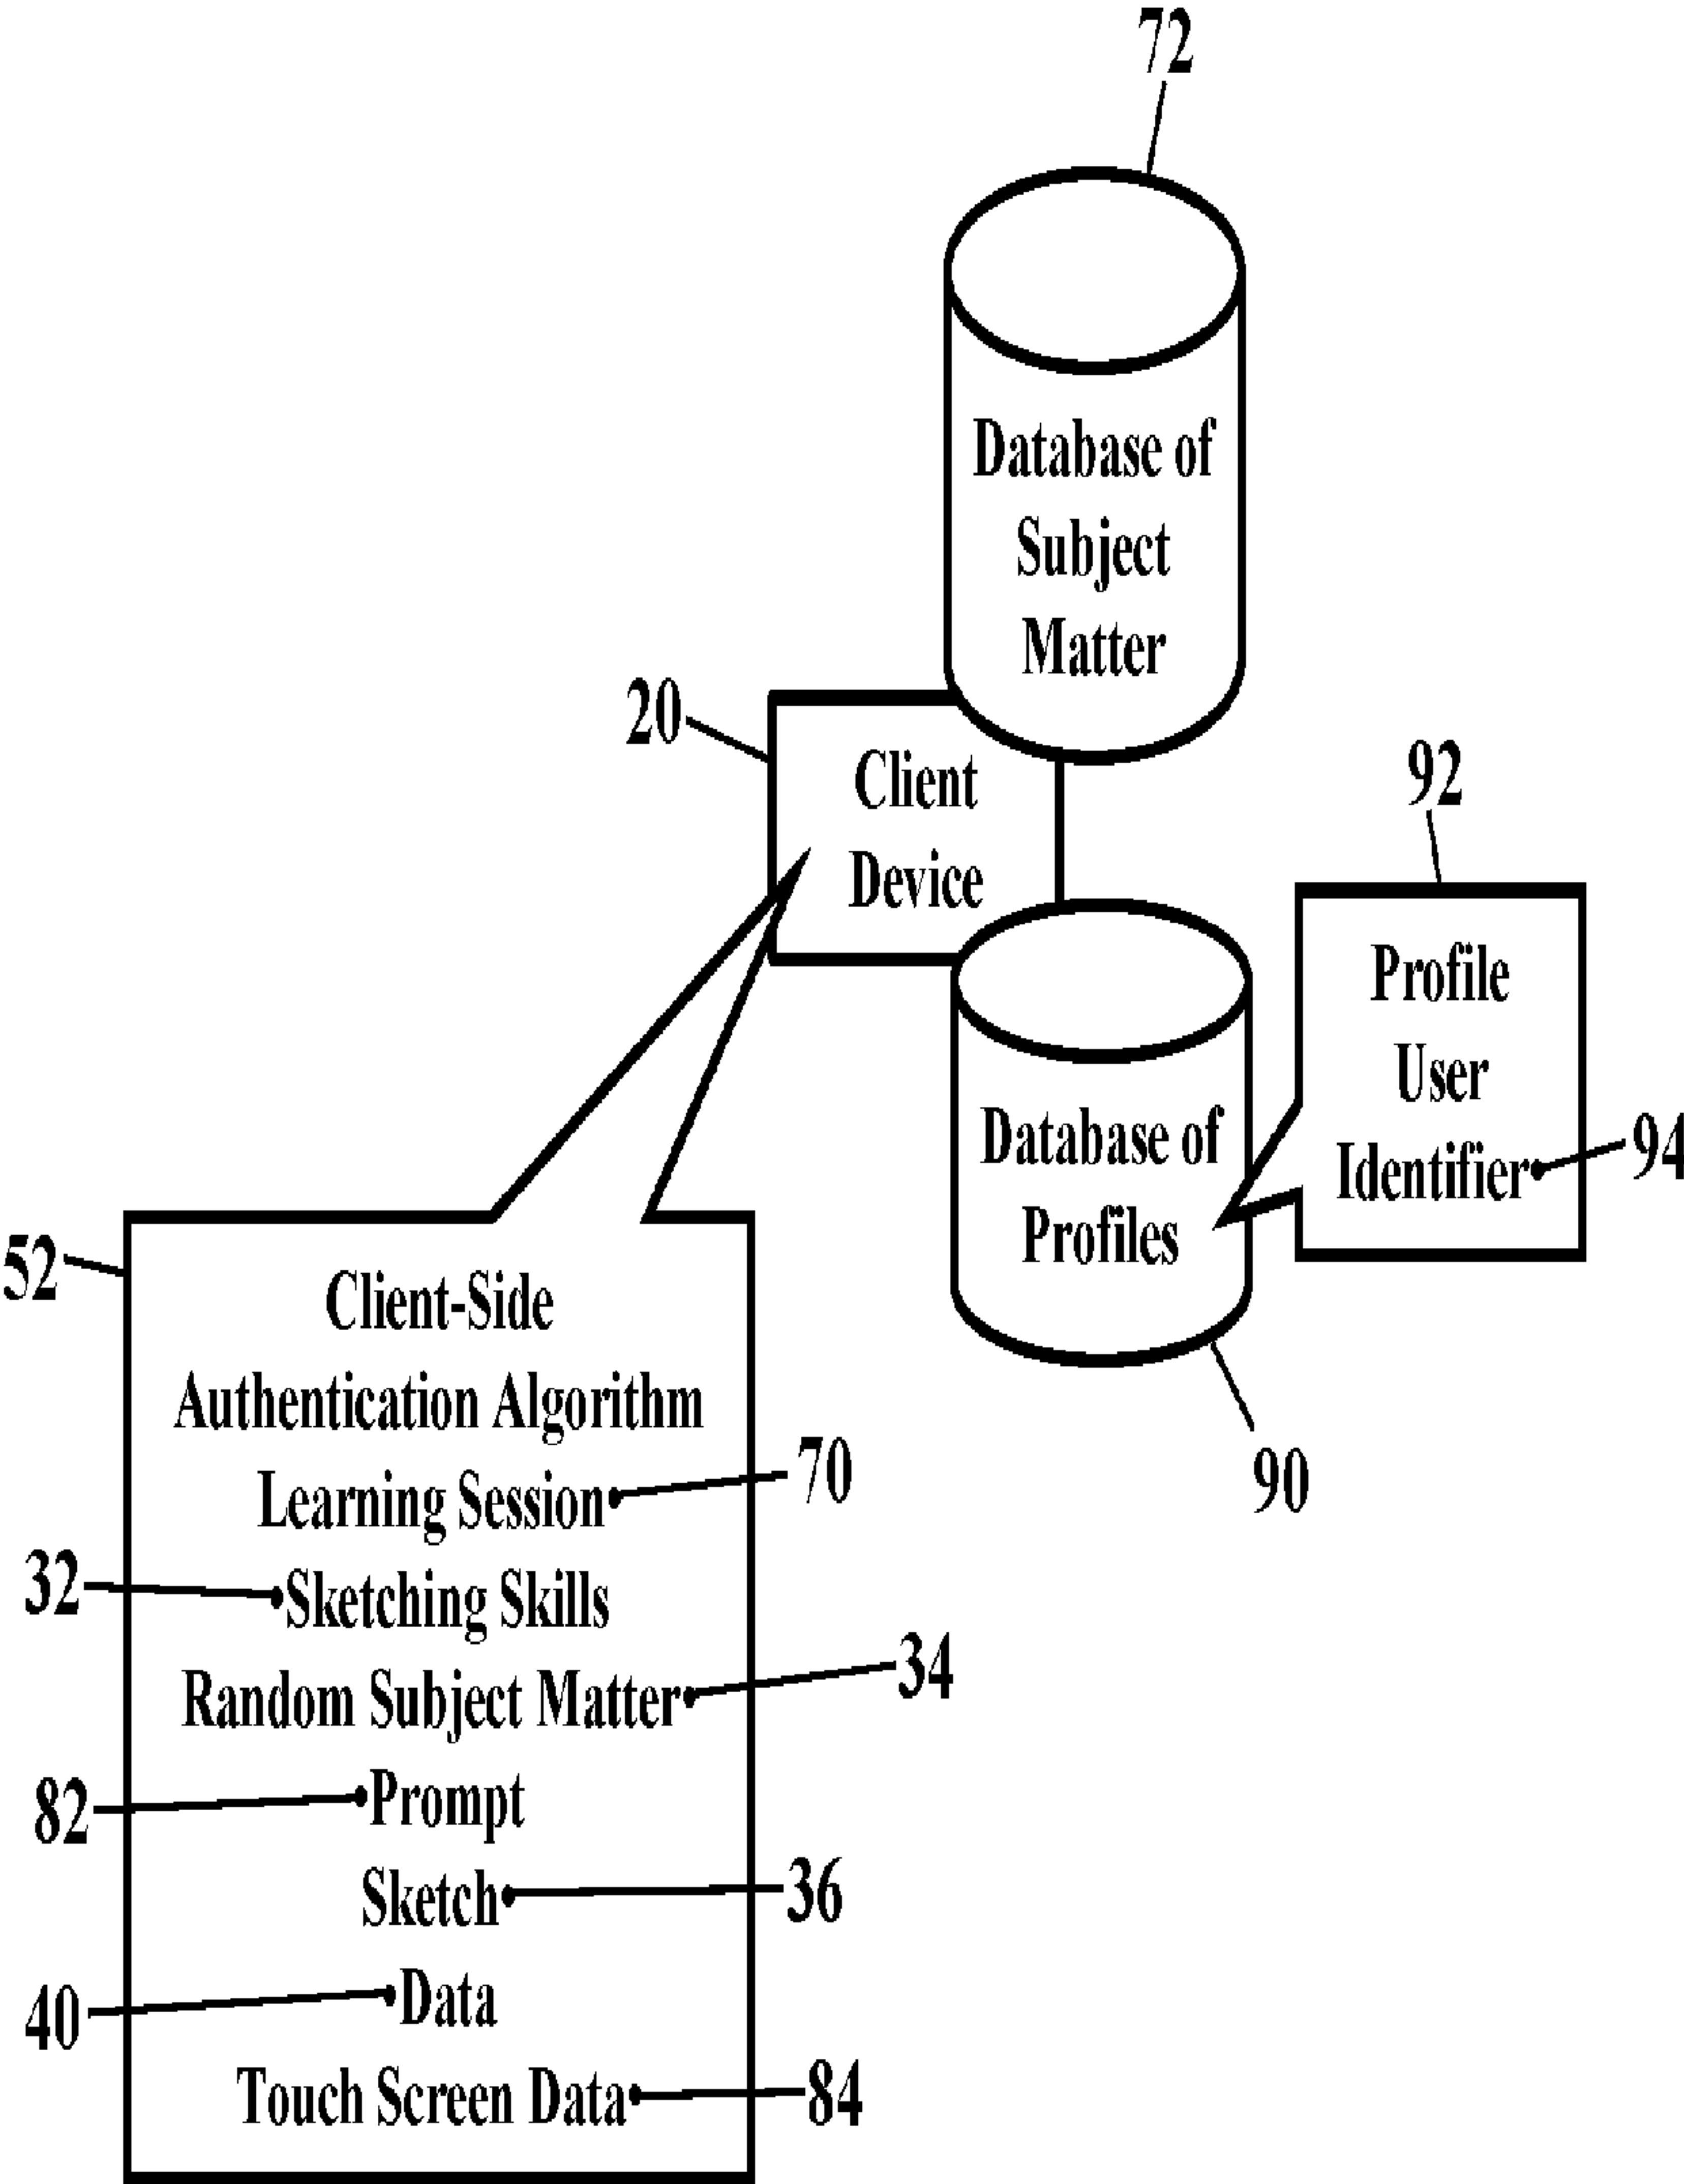 72
Database of
Subject
Matter
20
Client
Device
92
Profile
User
Identifier
94
Database of
Profiles
90
52
Client-Side
Authentication Algorithm
Learning Session
70
32
Sketching Skills
Random Subject Matter
34
82
Prompt
Sketch
36
40
Data
Touch Screen Data
84